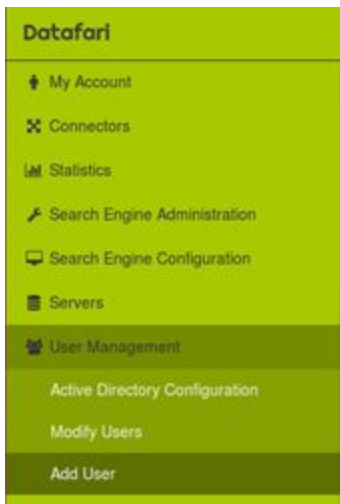 Datafari
My Account
Connectors
Statistics
Search Engine Administration
Search Engine Configuration
Servers
User Management
Active Directory Configuration
Modify Users
Add User